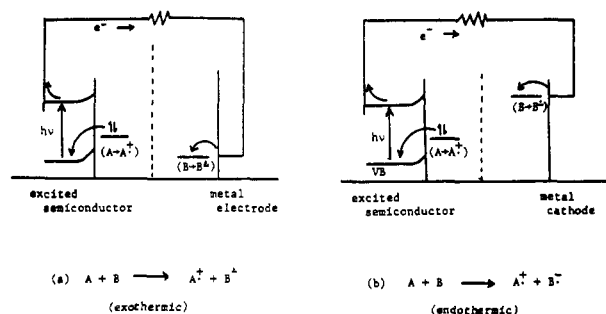 e⁻ →
e⁻ →
hν
(A→A⁺·)
(B→B⁻·)
hν
VB
(A→A⁺·)
(B→B⁻·)
excited
semiconductor
metal
electrode
excited
semiconductor
metal
cathode
(a) A + B ⟶ A⁺· + B⁻·
(exothermic)
(b) A + B ⟶ A⁺· + B⁻·
(endothermic)